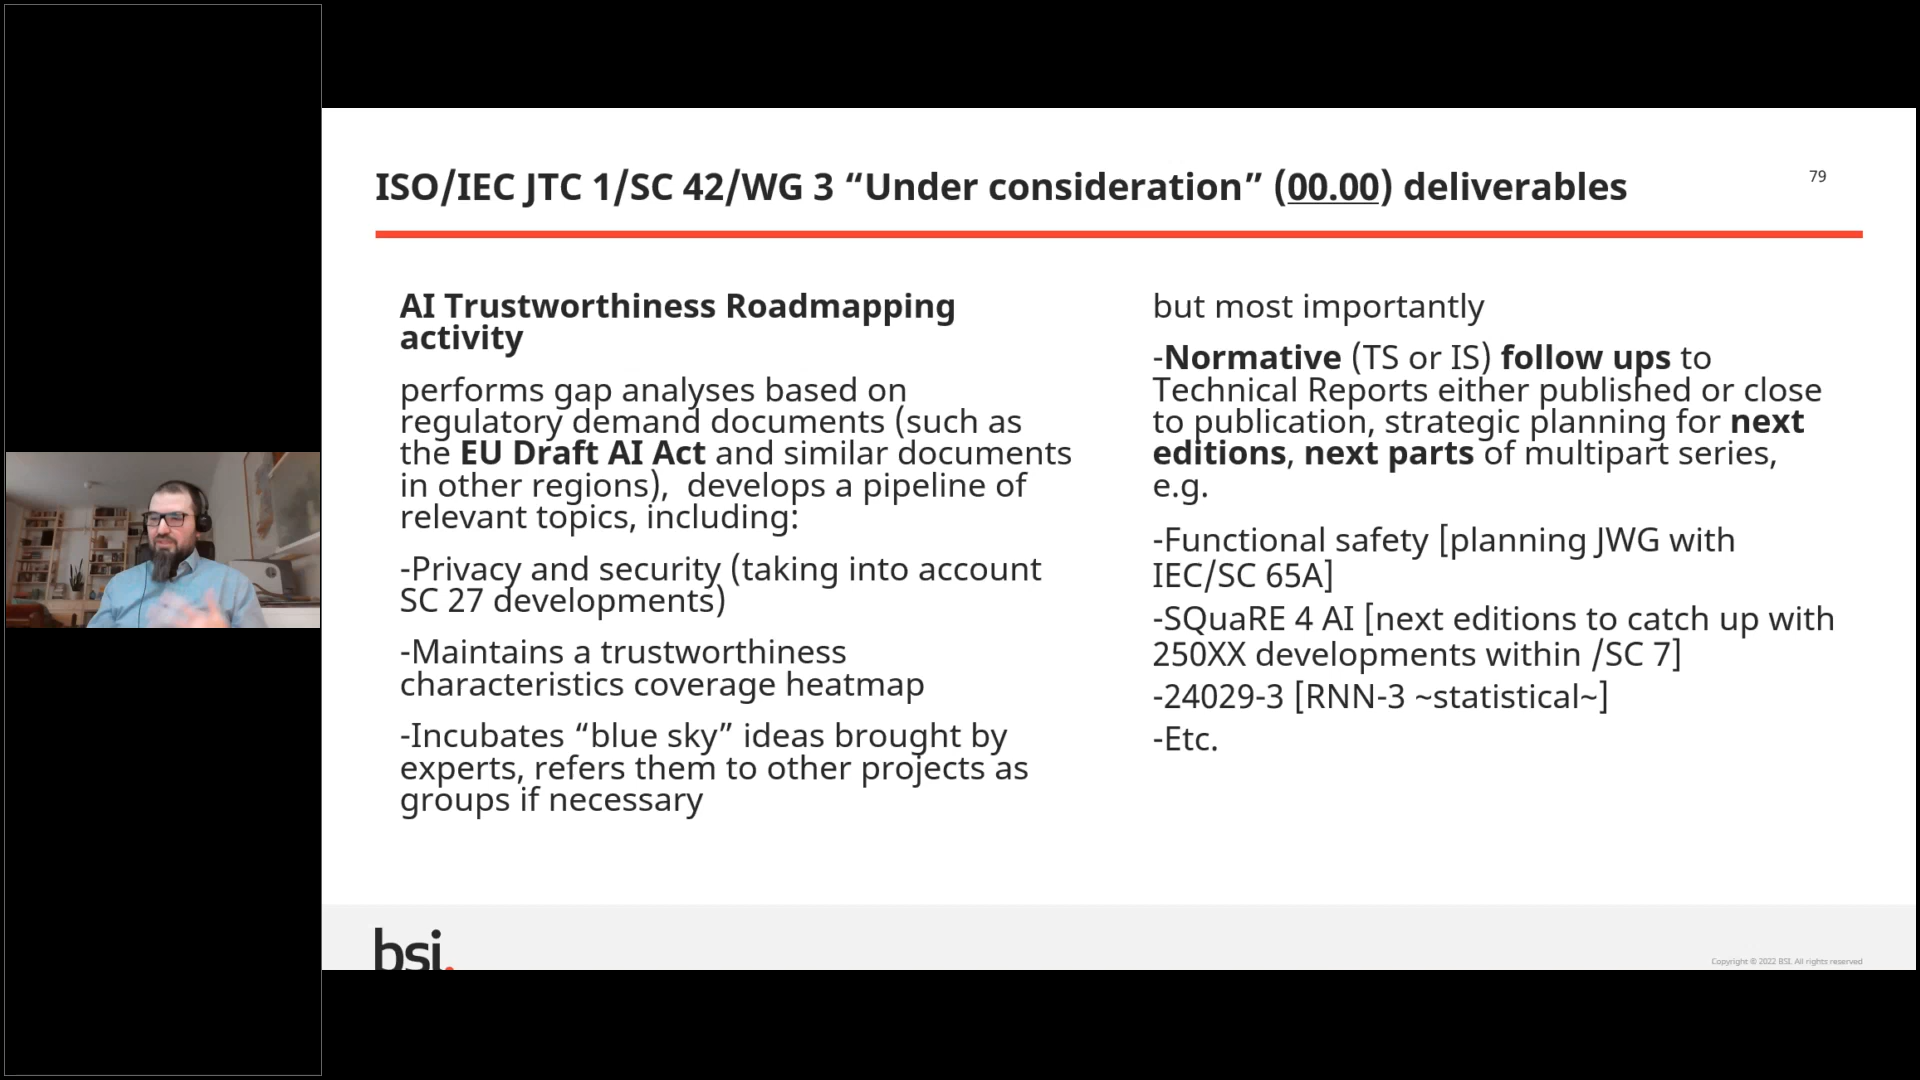 ISO/IEC JTC 1/SC 42/WG 3 “Under consideration” (00.00) deliverables
79
AI Trustworthiness Roadmapping
activity
performs gap analyses based on
regulatory demand documents (such as
the EU Draft AI Act and similar documents
in other regions),  develops a pipeline of
relevant topics, including:
-Privacy and security (taking into account
SC 27 developments)
-Maintains a trustworthiness
characteristics coverage heatmap
-Incubates “blue sky” ideas brought by
experts, refers them to other projects as
groups if necessary
but most importantly
-Normative (TS or IS) follow ups to
Technical Reports either published or close
to publication, strategic planning for next
editions, next parts of multipart series,
e.g.
-Functional safety [planning JWG with
IEC/SC 65A]
-SQuaRE 4 AI [next editions to catch up with
250XX developments within /SC 7]
-24029-3 [RNN-3 ~statistical~]
-Etc.
bsi.
Copyright © 2022 BSI. All rights reserved